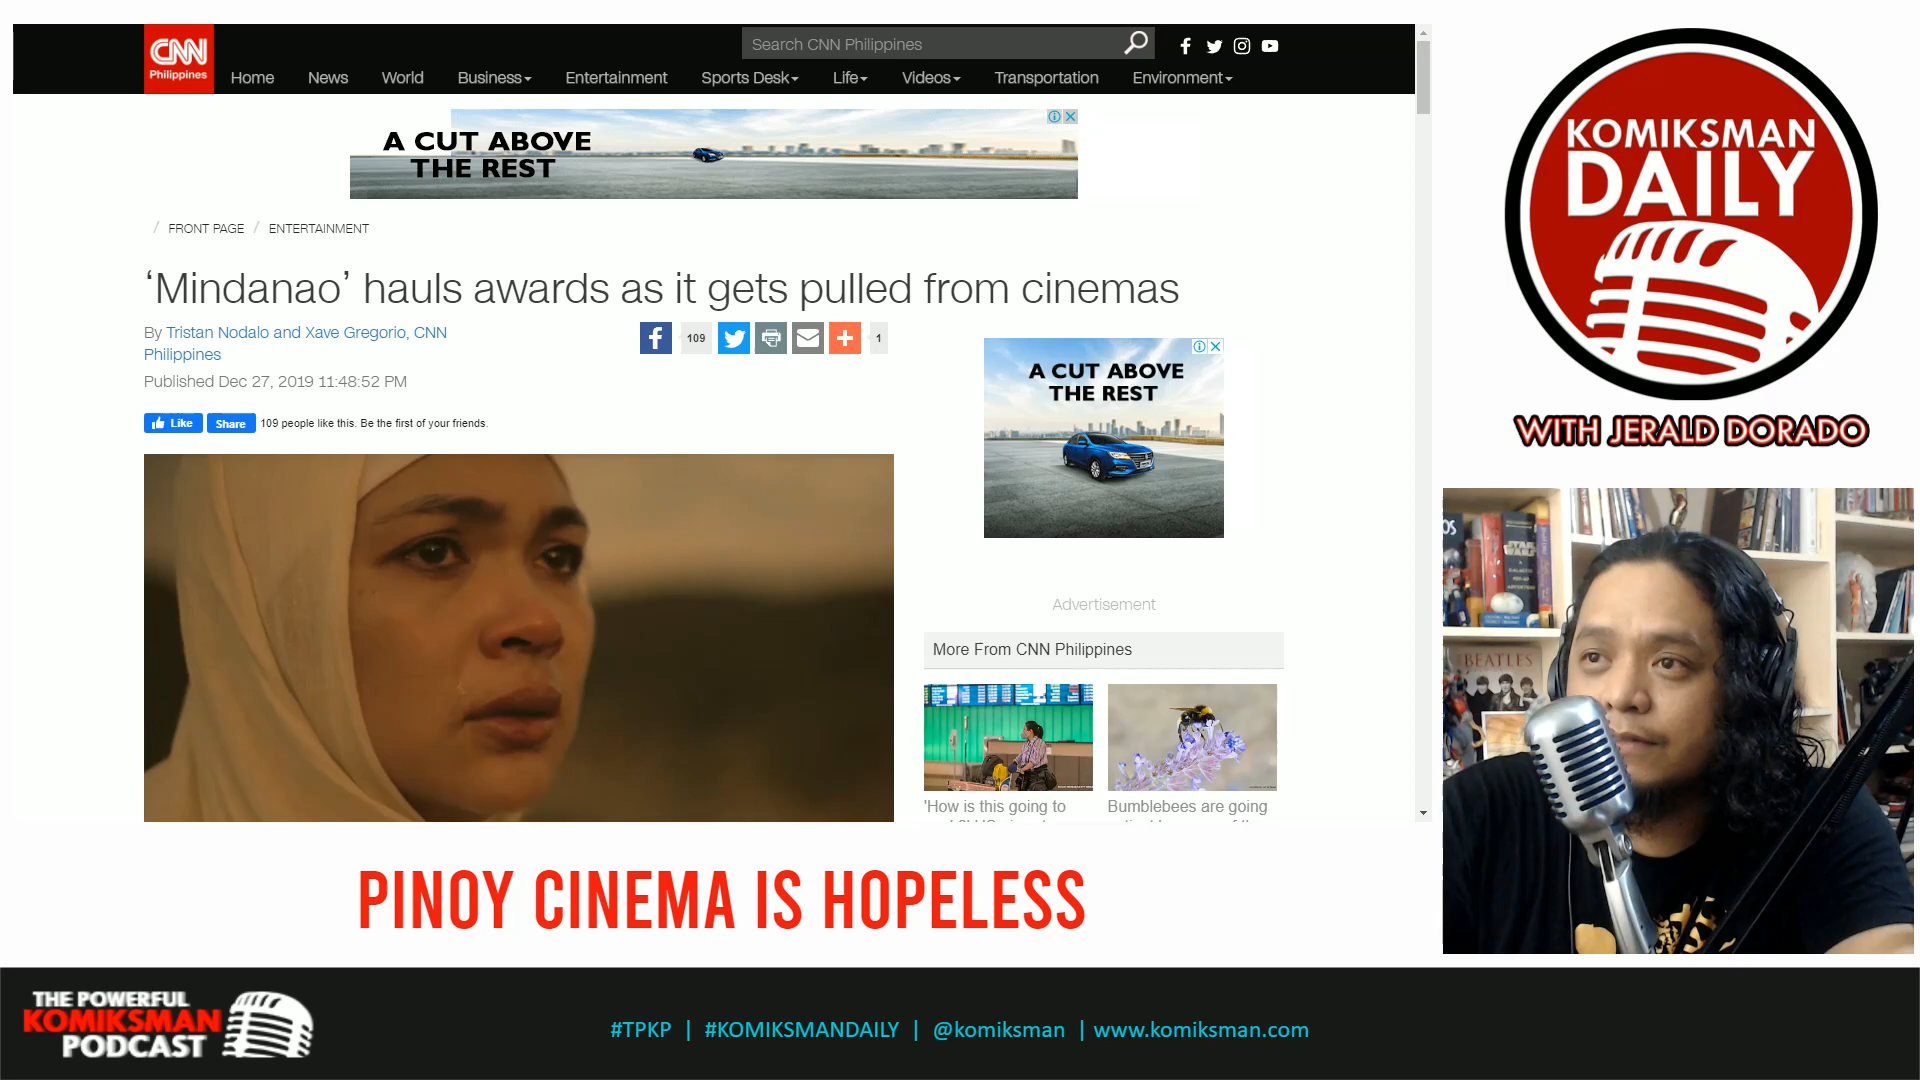 CNN
Philippines
Search CNN Philippines
Home
News
World
Business
Entertainment
Sports Desk
Life
Videos
Transportation
Environment
A CUT ABOVE
THE REST
/ FRONT PAGE / ENTERTAINMENT
‘Mindanao’ hauls awards as it gets pulled from cinemas
By Tristan Nodalo and Xave Gregorio, CNN
Philippines
Published Dec 27, 2019 11:48:52 PM
109
1
Like
Share
109 people like this. Be the first of your friends.
A CUT ABOVE
THE REST
Advertisement
More From CNN Philippines
'How is this going to
Bumblebees are going
KOMIKSMAN
DAILY
WITH JERALD DORADO
STAR
WARS
BEATLES
PINOY CINEMA IS HOPELESS
THE POWERFUL
KOMIKSMAN
PODCAST
#TPKP | #KOMIKSMANDAILY | @komiksman | www.komiksman.com